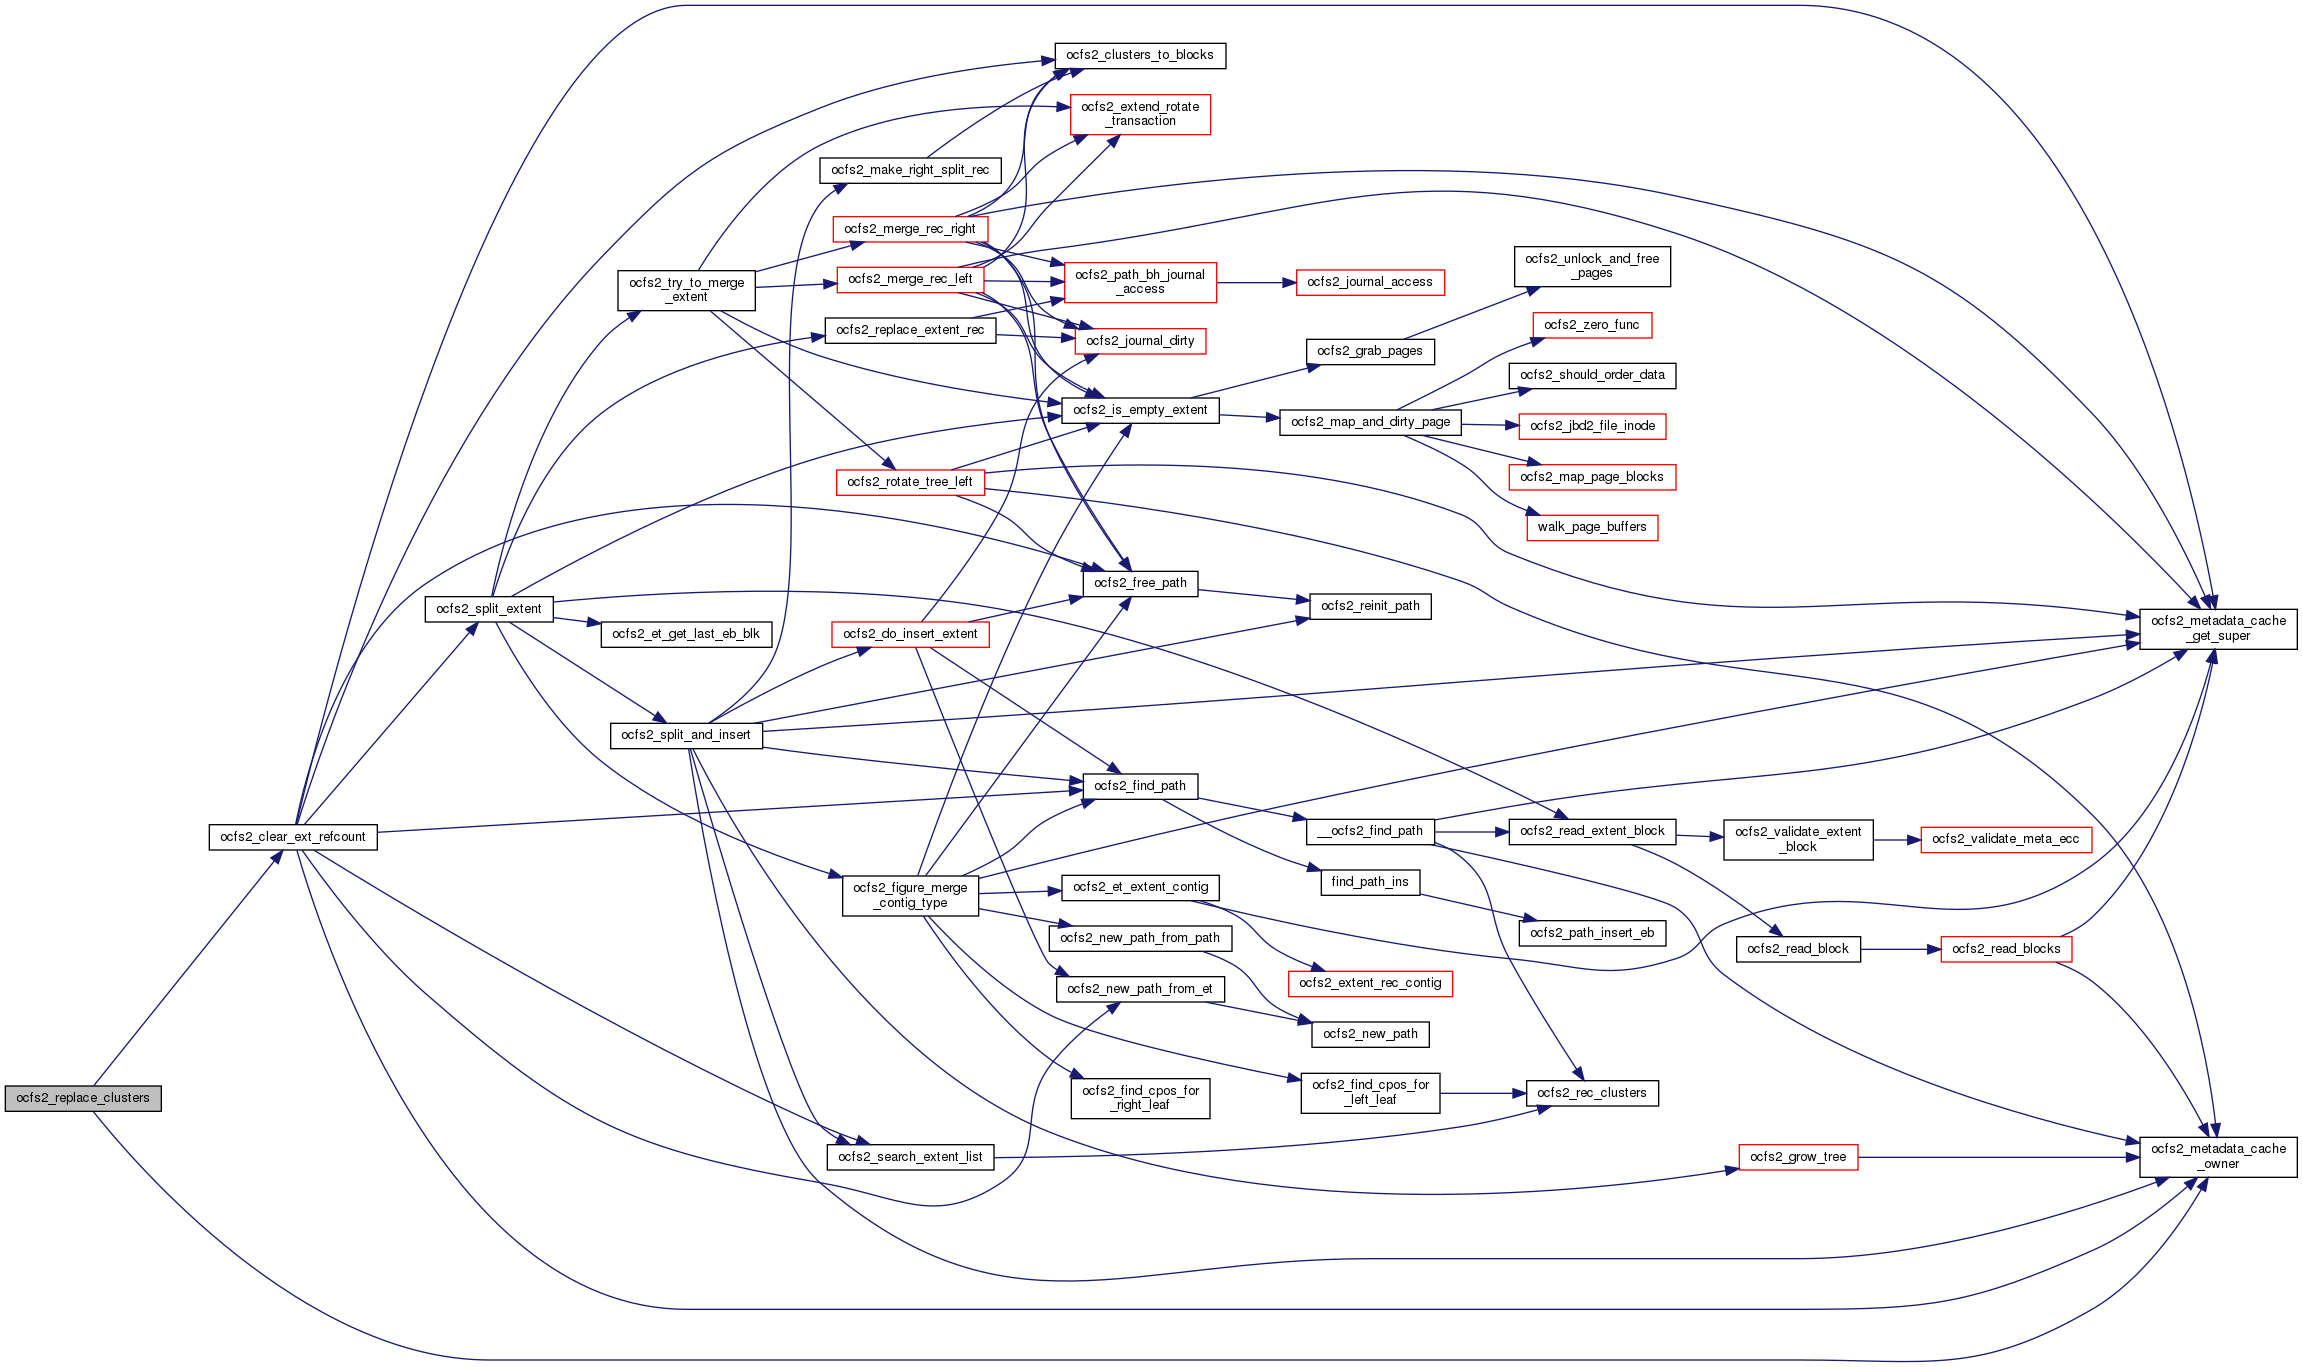 ocfs2_clusters_to_blocks
ocfs2_extend_rotate
_transaction
ocfs2_make_right_split_rec
ocfs2_merge_rec_right
ocfs2_unlock_and_free
_pages
ocfs2_try_to_merge
_extent
ocfs2_merge_rec_left
ocfs2_path_bh_journal
_access
ocfs2_journal_access
ocfs2_replace_extent_rec
ocfs2_journal_dirty
ocfs2_zero_func
ocfs2_grab_pages
ocfs2_should_order_data
ocfs2_is_empty_extent
ocfs2_map_and_dirty_page
ocfs2_jbd2_file_inode
ocfs2_rotate_tree_left
ocfs2_map_page_blocks
walk_page_buffers
ocfs2_free_path
ocfs2_split_extent
ocfs2_reinit_path
ocfs2_et_get_last_eb_blk
ocfs2_do_insert_extent
ocfs2_metadata_cache
_get_super
ocfs2_split_and_insert
ocfs2_find_path
ocfs2_clear_ext_refcount
__ocfs2_find_path
ocfs2_read_extent_block
ocfs2_validate_extent
_block
ocfs2_validate_meta_ecc
ocfs2_figure_merge
_contig_type
ocfs2_et_extent_contig
find_path_ins
ocfs2_new_path_from_path
ocfs2_path_insert_eb
ocfs2_read_block
ocfs2_read_blocks
ocfs2_new_path_from_et
ocfs2_extent_rec_contig
ocfs2_new_path
ocfs2_replace_clusters
ocfs2_find_cpos_for
_right_leaf
ocfs2_find_cpos_for
_left_leaf
ocfs2_rec_clusters
ocfs2_search_extent_list
ocfs2_grow_tree
ocfs2_metadata_cache
_owner